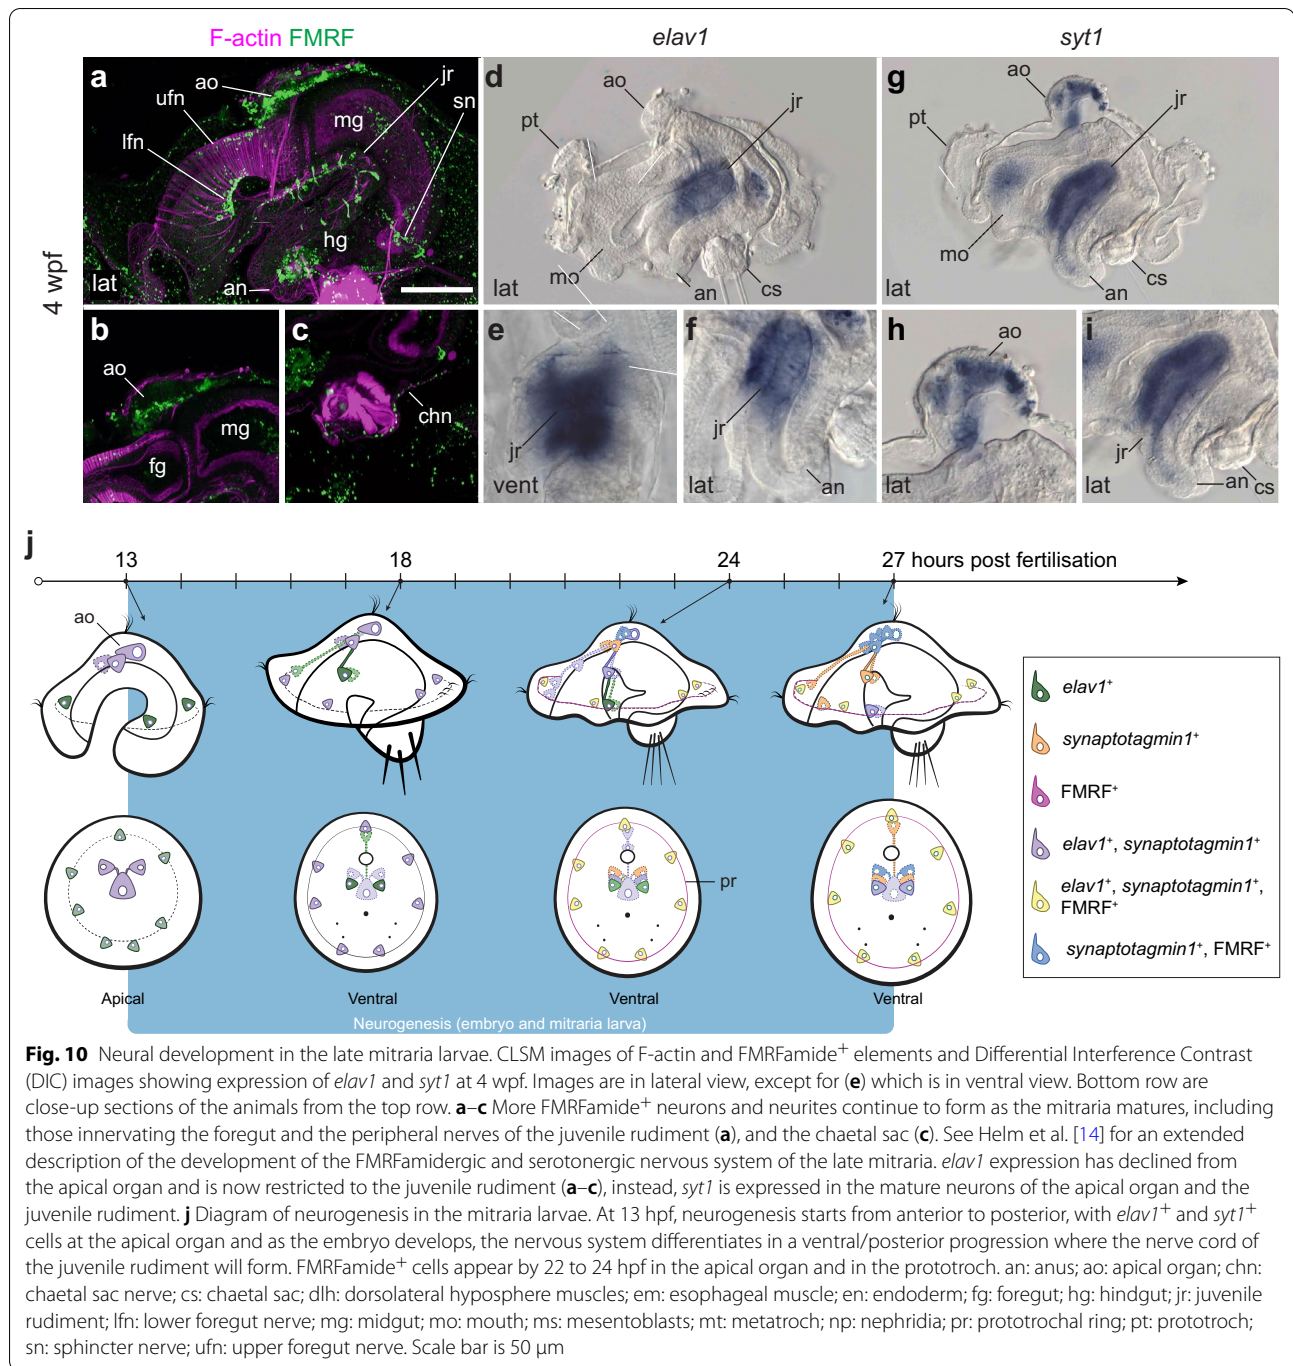 F-actin FMRF
elav1
syt1
4 wpf
a
ao
ufn
lfn
mg
jr
sn
hg
an
lat
b
ao
mg
fg
c
chn
d
ao
pt
jr
mo
an
cs
lat
e
jr
vent
f
jr
an
lat
g
ao
pt
jr
mo
cs
an
lat
h
ao
lat
i
jr
an
cs
lat
j
13
18
24
27 hours post fertilisation
ao
pr
Apical
Ventral
Ventral
Ventral
Neurogenesis (embryo and mitraria larva)
elav1⁺
synaptotagmin1⁺
FMRF⁺
elav1⁺, synaptotagmin1⁺
elav1⁺, synaptotagmin1⁺,
FMRF⁺
synaptotagmin1⁺, FMRF⁺
Fig. 10 Neural development in the late mitraria larvae. CLSM images of F-actin and FMRFamide⁺ elements and Differential Interference Contrast
(DIC) images showing expression of elav1 and syt1 at 4 wpf. Images are in lateral view, except for (e) which is in ventral view. Bottom row are
close-up sections of the animals from the top row. a–c More FMRFamide⁺ neurons and neurites continue to form as the mitraria matures, including
those innervating the foregut and the peripheral nerves of the juvenile rudiment (a), and the chaetal sac (c). See Helm et al. [14] for an extended
description of the development of the FMRFamidergic and serotonergic nervous system of the late mitraria. elav1 expression has declined from
the apical organ and is now restricted to the juvenile rudiment (a–c), instead, syt1 is expressed in the mature neurons of the apical organ and the
juvenile rudiment. j Diagram of neurogenesis in the mitraria larvae. At 13 hpf, neurogenesis starts from anterior to posterior, with elav1⁺ and syt1⁺
cells at the apical organ and as the embryo develops, the nervous system differentiates in a ventral/posterior progression where the nerve cord of
the juvenile rudiment will form. FMRFamide⁺ cells appear by 22 to 24 hpf in the apical organ and in the prototroch. an: anus; ao: apical organ; chn:
chaetal sac nerve; cs: chaetal sac; dlh: dorsolateral hyposphere muscles; em: esophageal muscle; en: endoderm; fg: foregut; hg: hindgut; jr: juvenile
rudiment; lfn: lower foregut nerve; mg: midgut; mo: mouth; ms: mesentoblasts; mt: metatroch; np: nephridia; pr: prototrochal ring; pt: prototroch;
sn: sphincter nerve; ufn: upper foregut nerve. Scale bar is 50 μm